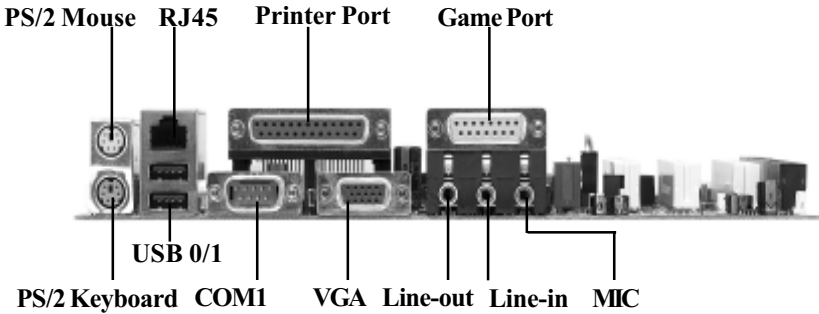 PS/2 Mouse RJ45 Printer Port Game Port
USB 0/1
PS/2 Keyboard COM1 VGA Line-out Line-in MIC